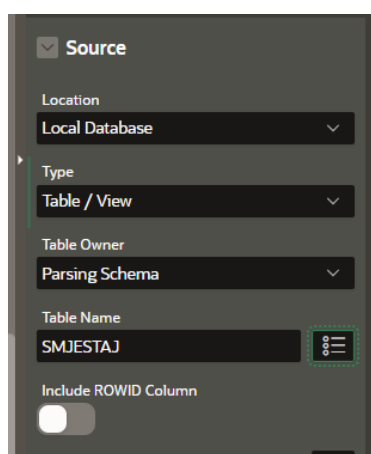 Source
Location
Local Database
Type
Table / View
Table Owner
Parsing Schema
Table Name
SMJESTAJ
Include ROWID Column